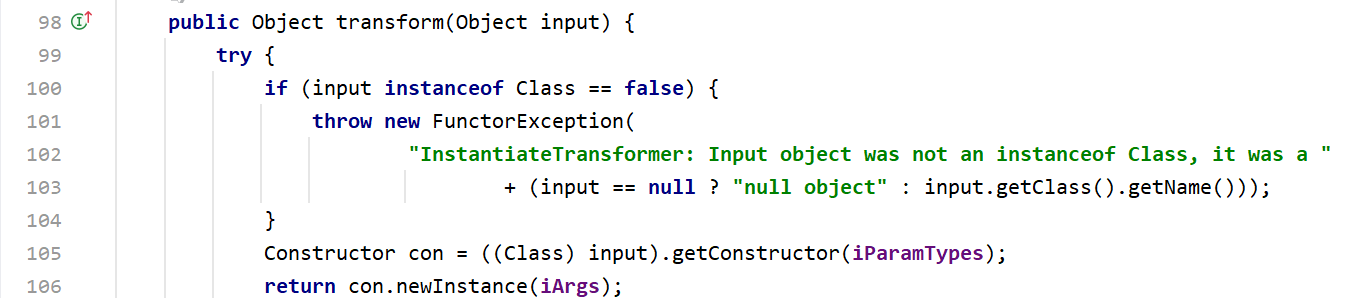 98 public Object transform(Object input) {
99 try {
100 if (input instanceof Class == false) {
101 throw new FunctorException(
102 "InstantiateTransformer: Input object was not an instanceof Class, it was a "
103 + (input == null ? "null object" : input.getClass().getName()));
104 }
105 Constructor con = ((Class) input).getConstructor(iParamTypes);
106 return con.newInstance(iArgs);